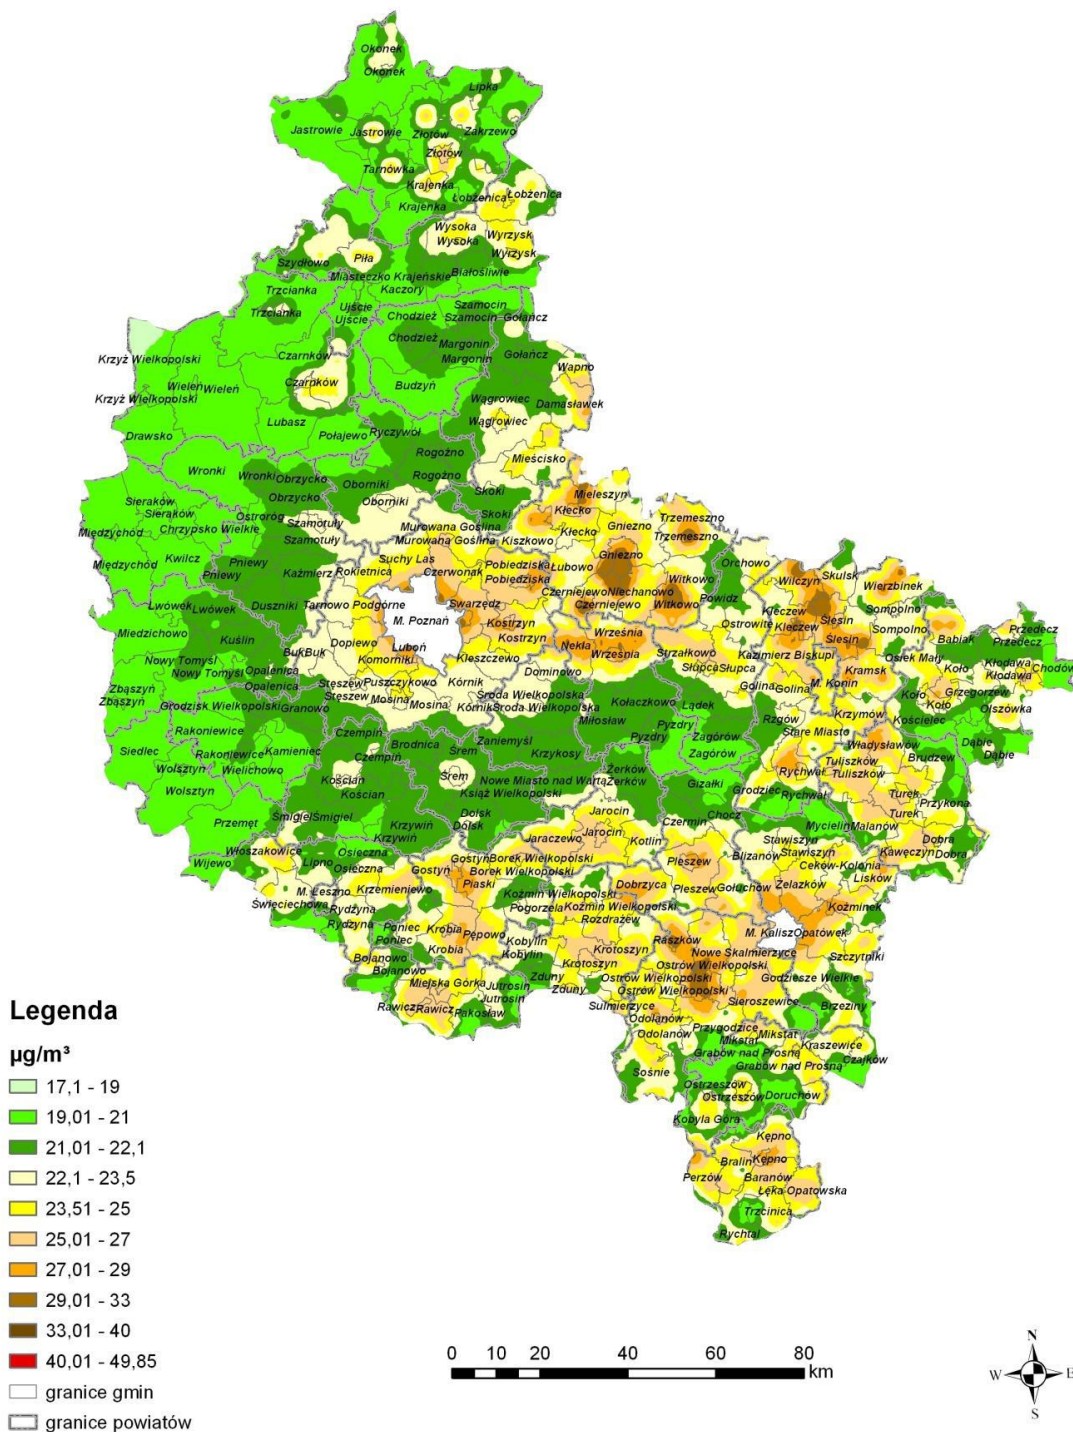 Okonek
Okonek
Lipka
Jastrowie
Jastrowie
Złotów
Zakrzewo
Złotów
Tarnówka
Krajenka
Łobżenica
Łobżenica
Krajenka
Wysoka
Wysoka
Wyrzysk
Wyrzysk
Szydłowo
Piła
Miasteczko Krajeńskie
Białośliwie
Kaczory
Trzcianka
Trzcianka
Ujście
Ujście
Chodzież
Szamocin
Szamocin
Gołańcz
Chodzież
Margonin
Margonin
Gołańcz
Krzyż Wielkopolski
Czarnków
Wapno
Wieleń
Wieleń
Czarnków
Budzyń
Krzyż Wielkopolski
Wągrowiec
Damasławek
Wągrowiec
Drawsko
Lubasz
Połajewo
Ryczywół
Rogoźno
Mieścisko
Wronki
Wronki
Obrzycko
Obrzycko
Oborniki
Rogoźno
Skoki
Mieleszyn
Sieraków
Sieraków
Ostroróg
Oborniki
Skoki
Kłecko
Trzemeszno
Międzychód
Chrzypsko Wielkie
Szamotuły
Szamotuły
Murowana Goślina
Murowana Goślina
Kiszkowo
Kłecko
Gniezno
Trzemeszno
Międzychód
Kwilcz
Pniewy
Pniewy
Kaźmierz
Rokietnica
Suchy Las
Czerwonak
Pobiedziska
Pobiedziska
Łubowo
Gniezno
Witkowo
Orchowo
Wilczyn
Skulsk
Wierzbinek
Lwówek
Lwówek
Duszniki
Tarnowo Podgórne
M. Poznań
Swarzędz
Czerniejewo
Niechanowo
Czerniejewo
Witkowo
Powidz
Kleczew
Kleczew
Ślesin
Ślesin
Sompolno
Sompolno
Miedzichowo
Kuślin
Dopiewo
Luboń
Kostrzyn
Kostrzyn
Nekla
Września
Września
Ostrowite
Babiak
Przedecz
Przedecz
Nowy Tomyśl
Nowy Tomyśl
Buk
Buk
Komorniki
Kleszczewo
Dominowo
Strzałkowo
Słupca
Słupca
Kazimierz Biskupi
Kramsk
Osiek Mały
Koło
Kłodawa
Kłodawa
Chodów
Zbąszyń
Zbąszyń
Opalenica
Opalenica
Stęszew
Stęszew
Puszczykowo
Mosina
Mosina
Kórnik
Kórnik
Środa Wielkopolska
Środa Wielkopolska
Golina
Golina
M. Konin
Koło
Koło
Grzegorzew
Olszówka
Grodzisk Wielkopolski
Granowo
Kołaczkowo
Lądek
Krzymów
Kościelec
Rakoniewice
Rakoniewice
Kamieniec
Czempiń
Czempiń
Brodnica
Śrem
Zaniemyśl
Krzykosy
Miłosław
Pyzdry
Pyzdry
Zagórów
Zagórów
Rzgów
Stare Miasto
Władysławów
Dąbie
Dąbie
Siedlec
Wolsztyn
Wolsztyn
Wielichowo
Kościan
Kościan
Śrem
Nowe Miasto nad Wartą
Książ Wielkopolski
Żerków
Żerków
Gizałki
Grodziec
Rychwał
Rychwał
Tuliszków
Tuliszków
Brudzew
Turek
Turek
Przykona
Przemęt
Śmigiel
Śmigiel
Krzywiń
Krzywiń
Dolsk
Dolsk
Jarocin
Jarocin
Jaraczewo
Kotlin
Czermin
Chocz
Mycielin
Malanów
Dobra
Dobra
Wijewo
Włoszakowice
Lipno
Osieczna
Osieczna
Gostyń
Gostyń
Borek Wielkopolski
Borek Wielkopolski
Piaski
Pleszew
Pleszew
Blizanów
Stawiszyn
Stawiszyn
Ceków-Kolonia
Kawęczyn
Lisków
M. Leszno
Święciechowa
Krzemieniewo
Rydzyna
Rydzyna
Pogorzela
Koźmin Wielkopolski
Koźmin Wielkopolski
Dobrzyca
Rozdrażew
Gołuchów
Żelazków
Koźminek
Poniec
Poniec
Krobia
Krobia
Pępowo
Kobylin
Kobylin
Krotoszyn
Krotoszyn
Raszków
M. Kalisz
Opatówek
Nowe Skalmierzyce
Szczytniki
Bojanowo
Bojanowo
Miejska Górka
Jutrosin
Jutrosin
Zduny
Zduny
Ostrów Wielkopolski
Ostrów Wielkopolski
Ostrów Wielkopolski
Godziesze Wielkie
Rawicz
Rawicz
Pakosław
Sulmierzyce
Odolanów
Odolanów
Sieroszewice
Brzeziny
Przygodzice
Mikstat
Mikstat
Kraszewice
Czajków
Sośnie
Grabów nad Prosną
Grabów nad Prosną
Ostrzeszów
Ostrzeszów
Doruchów
Kobyla Góra
Kępno
Kępno
Bralin
Perzów
Baranów
Łęka Opatowska
Trzcinica
Rychtal
Legenda
µg/m³
17,1 - 19
19,01 - 21
21,01 - 22,1
22,1 - 23,5
23,51 - 25
25,01 - 27
27,01 - 29
29,01 - 33
33,01 - 40
40,01 - 49,85
granice gmin
granice powiatów
0 10 20 40 60 80
km
N
W E
S